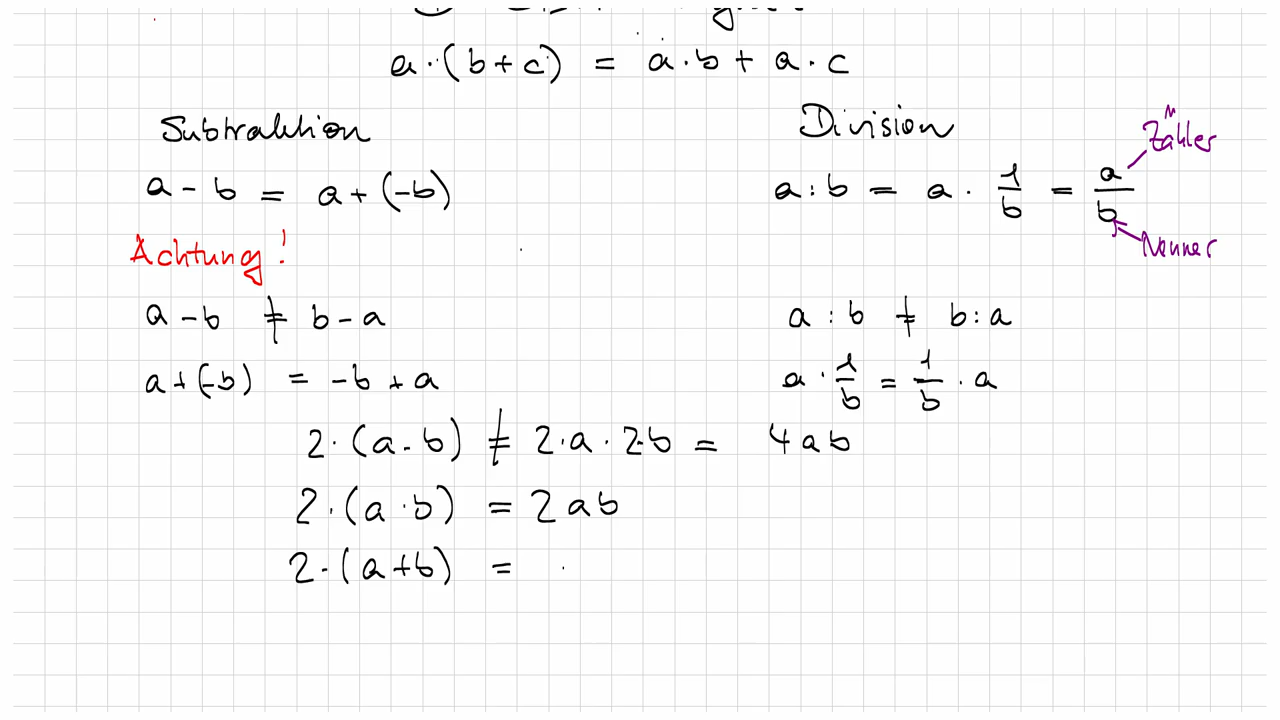 a·(b+c) = a·b + a·c
Subtraktion
a - b = a + (-b)
Achtung!
a - b ≠ b - a
a + (-b) = -b + a
Division
a : b = a · 1/b = a/b
Zähler
Nenner
a : b ≠ b : a
a · 1/b = 1/b · a
2·(a·b) ≠ 2·a·2·b = 4ab
2·(a·b) = 2ab
2·(a+b) =